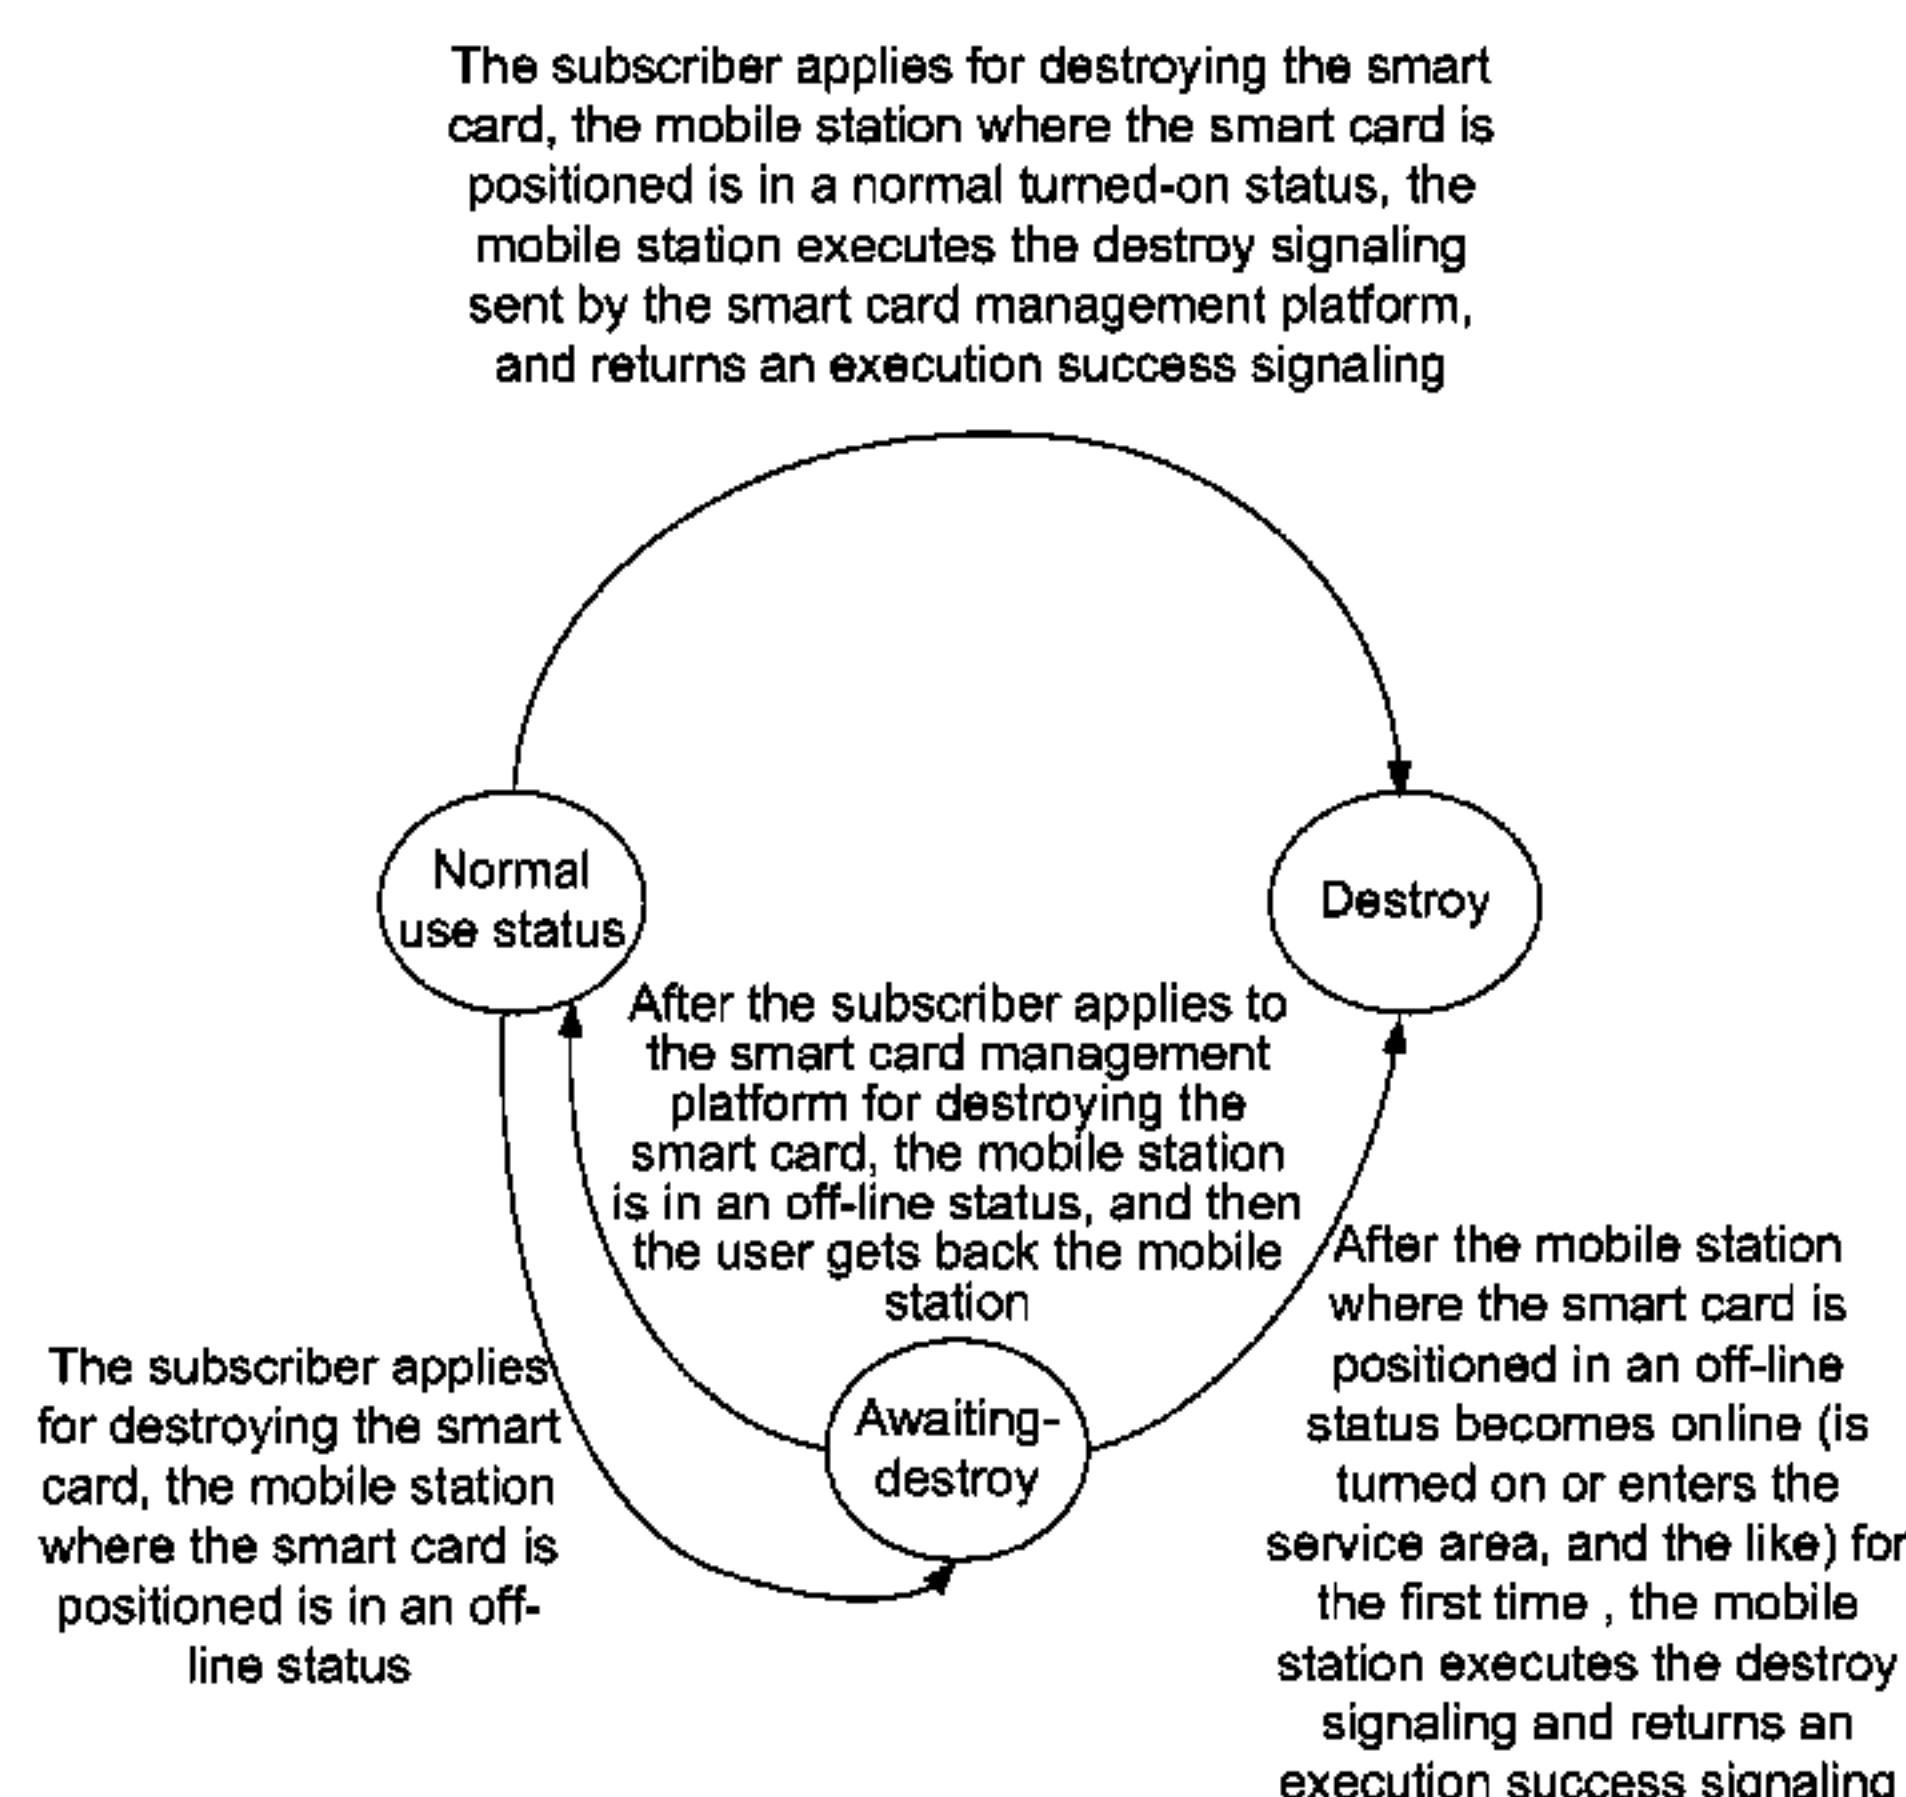 The subscriber applies for destroying the smart
card, the mobile station where the smart card is
positioned is in a normal turned-on status, the
mobile station executes the destroy signaling
sent by the smart card management platform,
and returns an execution success signaling
Normal
use status
Destroy
After the subscriber applies to
the smart card management
platform for destroying the
smart card, the mobile station
is in an off-line status, and then
the user gets back the mobile
station
The subscriber applies
for destroying the smart
card, the mobile station
where the smart card is
positioned is in an off-
line status
Awaiting-
destroy
After the mobile station
where the smart card is
positioned in an off-line
status becomes online (is
turned on or enters the
service area, and the like) for
the first time , the mobile
station executes the destroy
signaling and returns an
execution success signaling